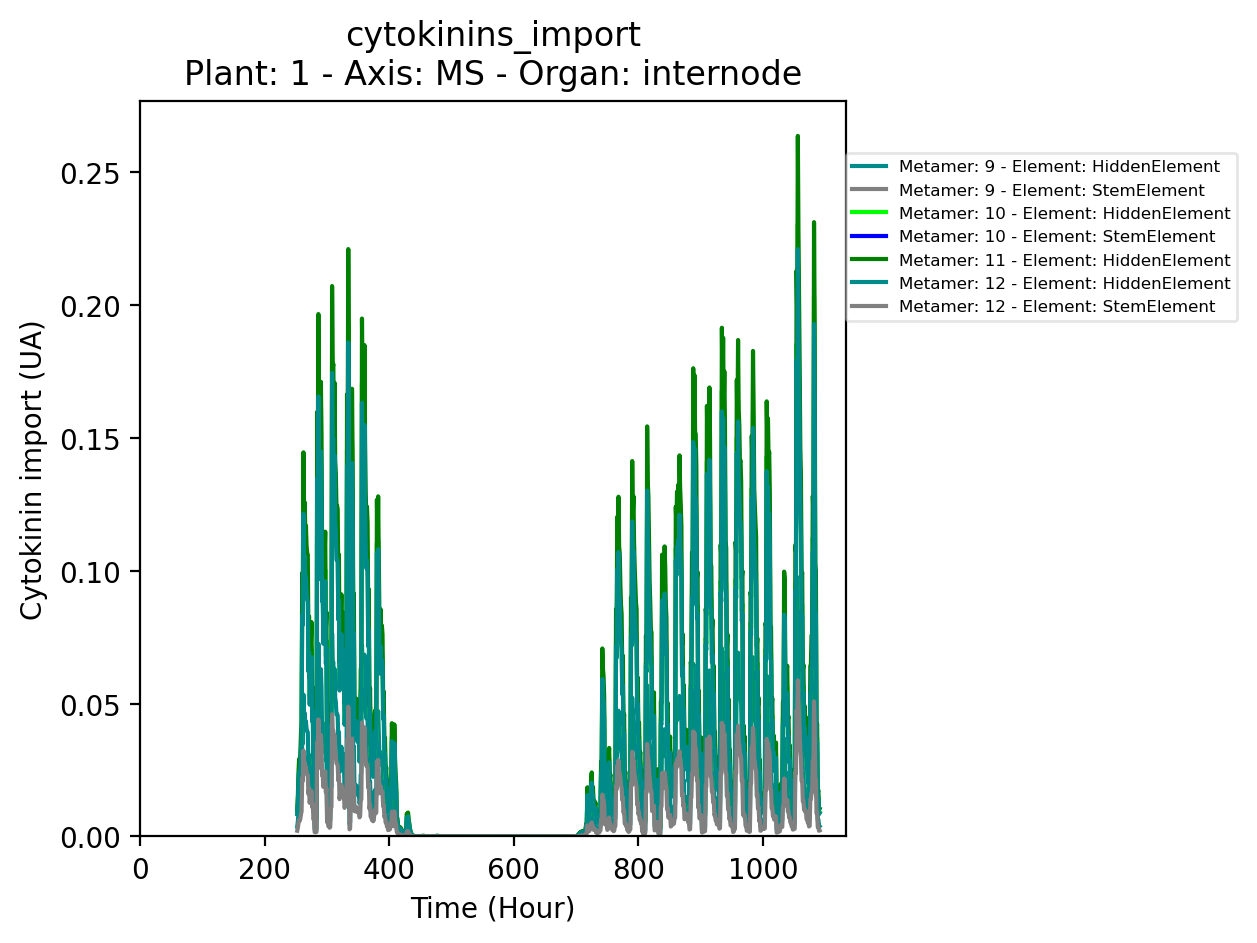 cytokinins_import
Plant: 1 - Axis: MS - Organ: internode
Cytokinin import (UA)
0.25
0.20
0.15
0.10
0.05
0.00
0 200 400 600 800 1000
Time (Hour)
Metamer: 9 - Element: HiddenElement
Metamer: 9 - Element: StemElement
Metamer: 10 - Element: HiddenElement
Metamer: 10 - Element: StemElement
Metamer: 11 - Element: HiddenElement
Metamer: 12 - Element: HiddenElement
Metamer: 12 - Element: StemElement